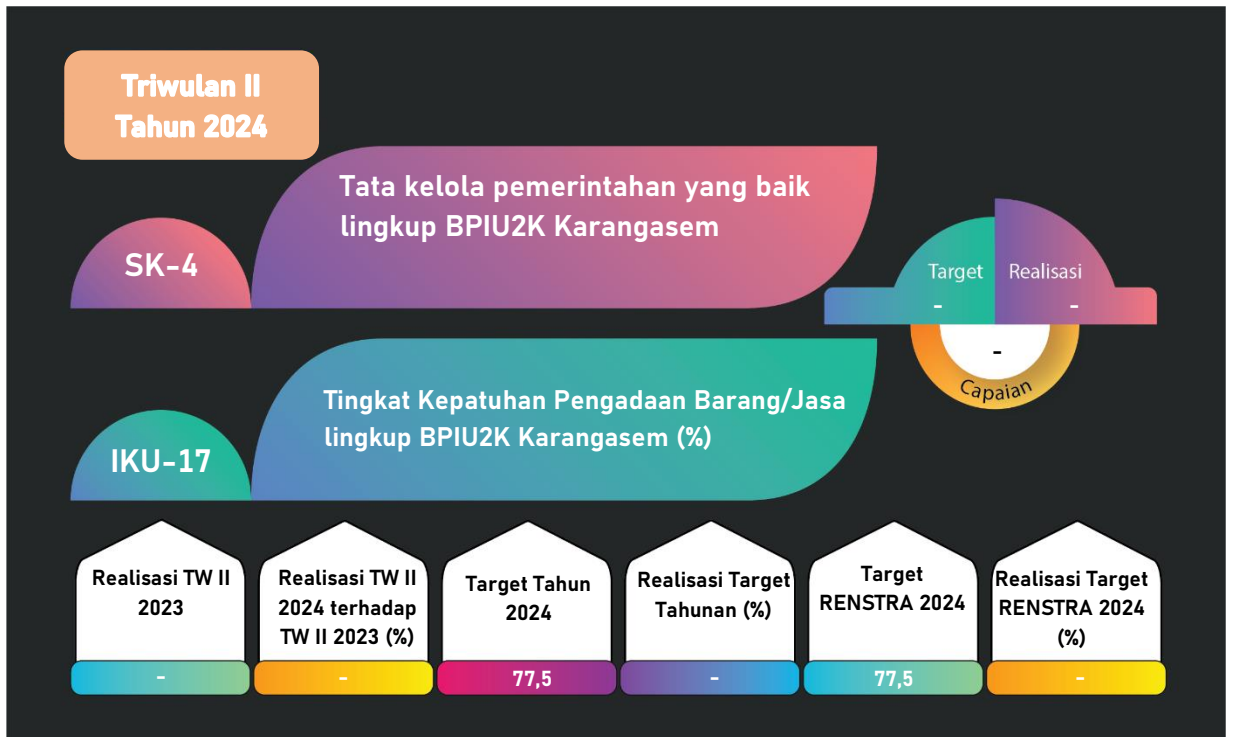 Triwulan II
Tahun 2024
Tata kelola pemerintahan yang baik
lingkup BPIU2K Karangasem
SK-4
Target
Realisasi
-
-
-
Capaian
Tingkat Kepatuhan Pengadaan Barang/Jasa
lingkup BPIU2K Karangasem (%)
IKU-17
Realisasi TW II
2023
-
Realisasi TW II
2024 terhadap
TW II 2023 (%)
-
Target Tahun
2024
77,5
Realisasi Target
Tahunan (%)
-
Target
RENSTRA 2024
77,5
Realisasi Target
RENSTRA 2024
(%)
-